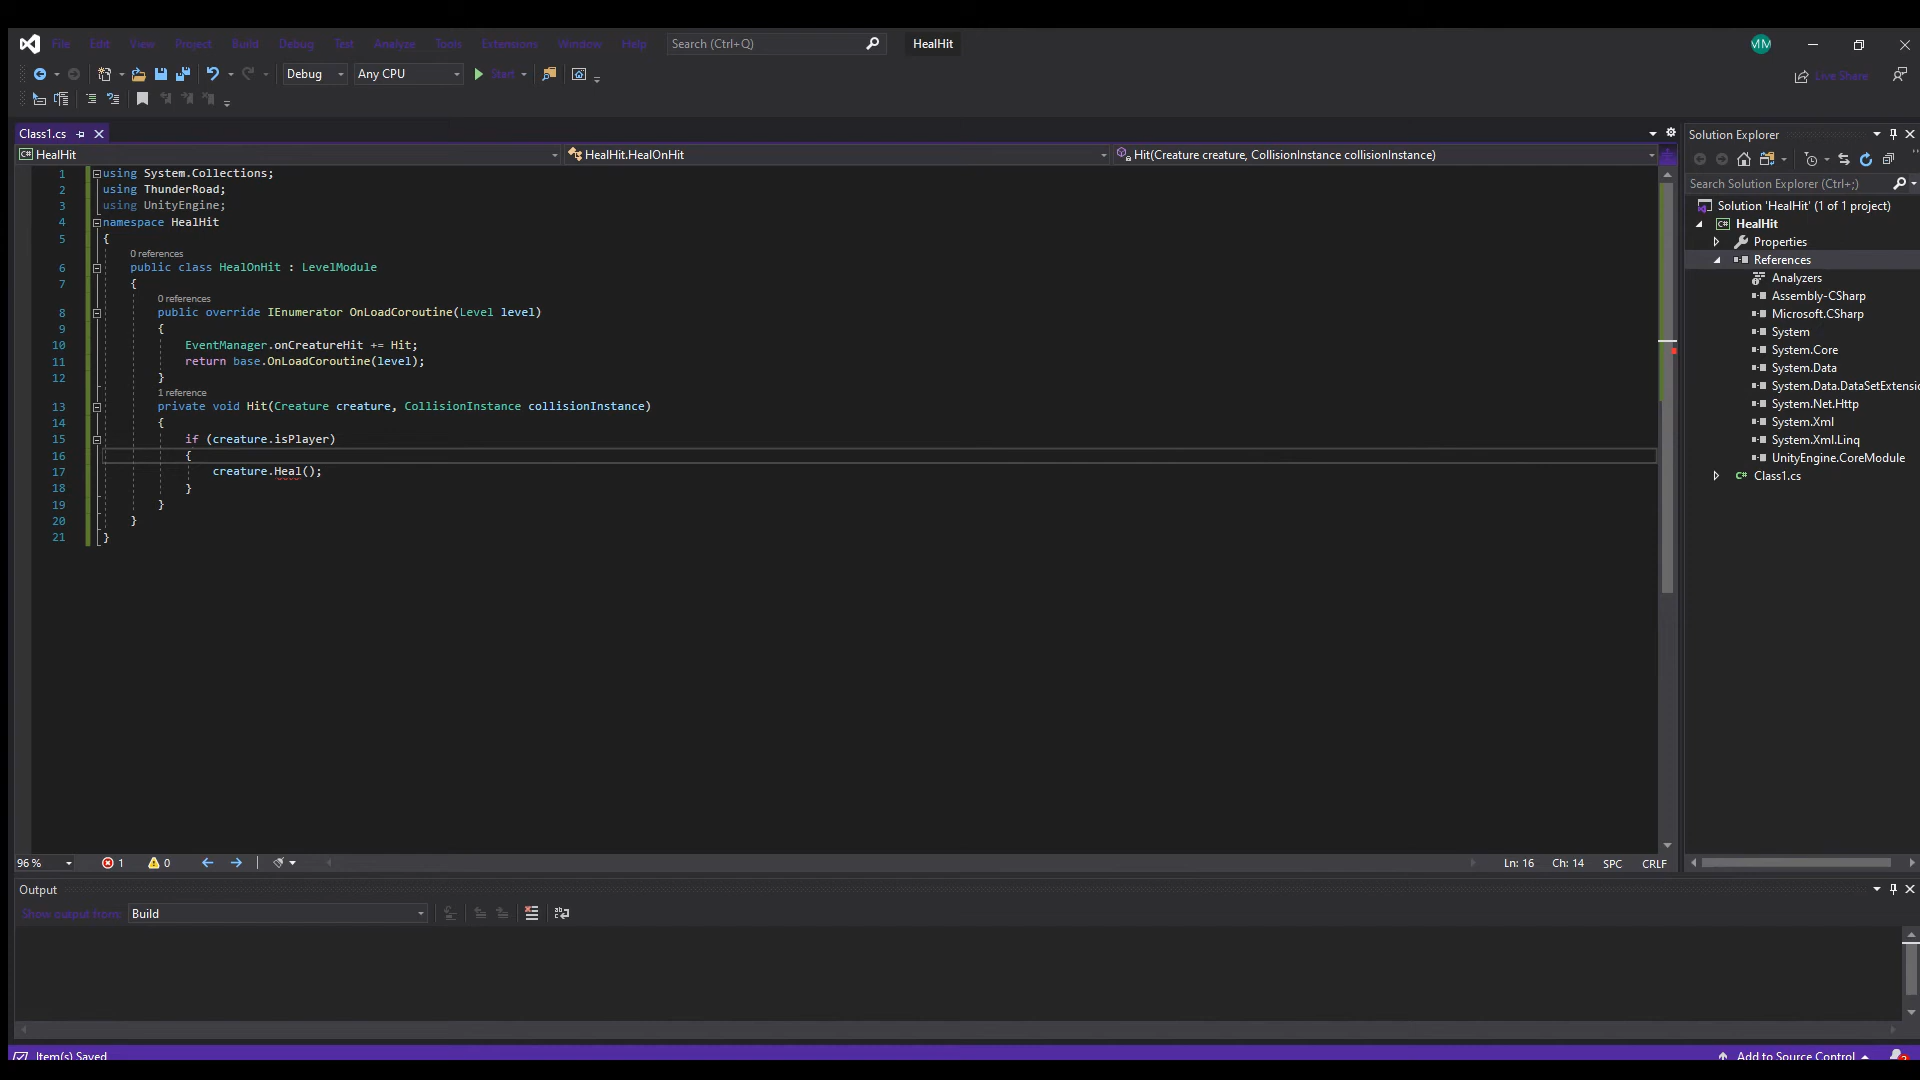 File Edit View Project Build Debug Test Analyze Tools Extensions Window Help Search (Ctrl+Q) HealHit MM
Debug Any CPU Start Live Share
Class1.cs
HealHit HealHit.HealOnHit Hit(Creature creature, CollisionInstance collisionInstance)
1 using System.Collections;
2 using ThunderRoad;
3 using UnityEngine;
4 namespace HealHit
5 {
0 references
6 public class HealOnHit : LevelModule
7 {
0 references
8 public override IEnumerator OnLoadCoroutine(Level level)
9 {
10 EventManager.onCreatureHit += Hit;
11 return base.OnLoadCoroutine(level);
12 }
1 reference
13 private void Hit(Creature creature, CollisionInstance collisionInstance)
14 {
15 if (creature.isPlayer)
16 {
17 creature.Heal();
18 }
19 }
20 }
21 }
96 % 1 0 Ln: 16 Ch: 14 SPC CRLF
Output
Show output from: Build
Item(s) Saved Add to Source Control
Solution Explorer
Search Solution Explorer (Ctrl+;)
Solution 'HealHit' (1 of 1 project)
HealHit
Properties
References
Analyzers
Assembly-CSharp
Microsoft.CSharp
System
System.Core
System.Data
System.Data.DataSetExtensio
System.Net.Http
System.Xml
System.Xml.Linq
UnityEngine.CoreModule
Class1.cs